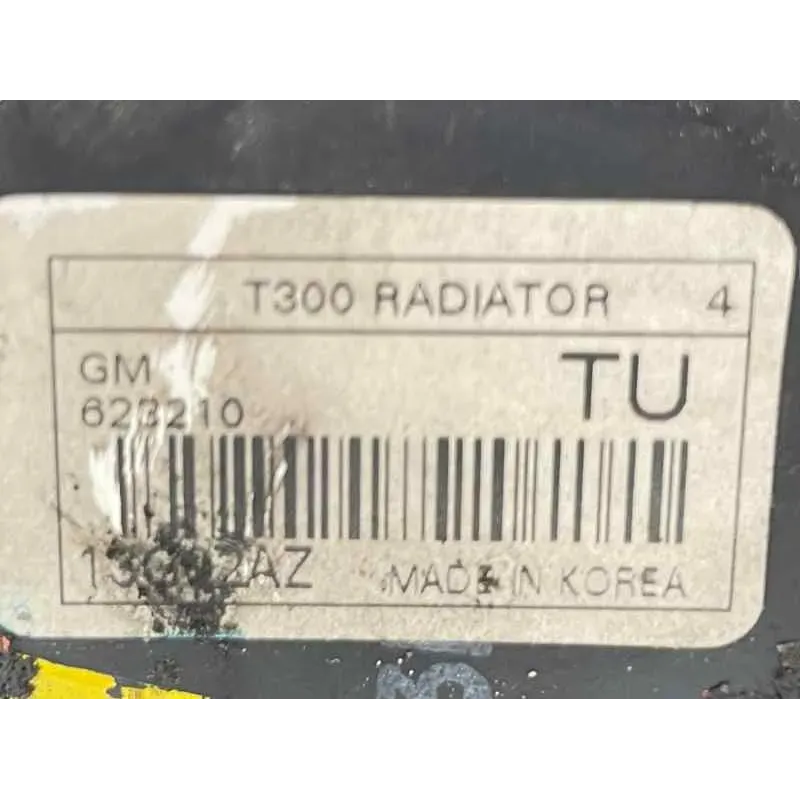 T300 RADIATOR 4
GM TU
623210
MADE IN KOREA